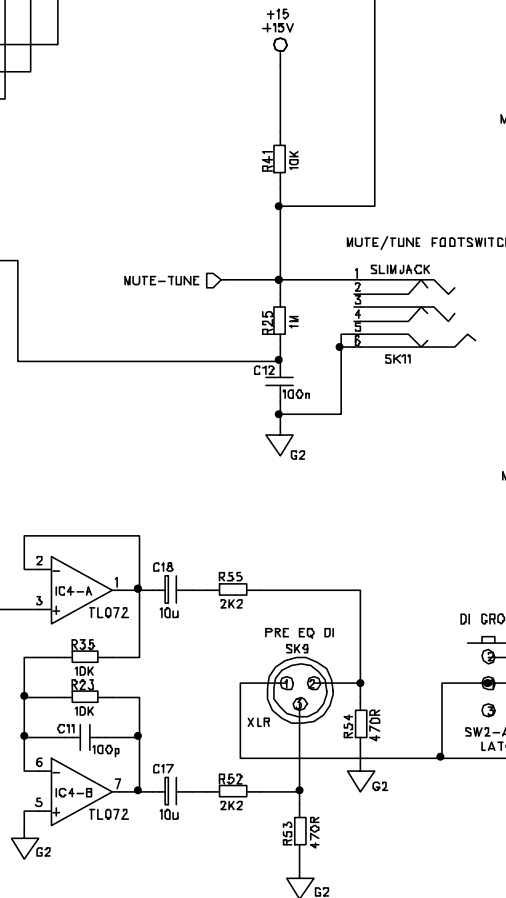 +15
+15V
R41
10K
MUTE/TUNE FOOTSWITC
MUTE-TUNE
1
SLIMJACK
2
3
4
5
6
SK11
R25
1M
C12
100n
G2
2
IC4-A
1
3
TL072
C18
10u
R55
2K2
PRE EQ DI
SK9
1
2
3
XLR
DI GRO
2
3
SW2-A
LAT
R35
10K
R23
10K
C11
100p
R54
470R
G2
6
IC4-B
7
5
TL072
G2
C17
10u
R52
2K2
R53
470R
G2